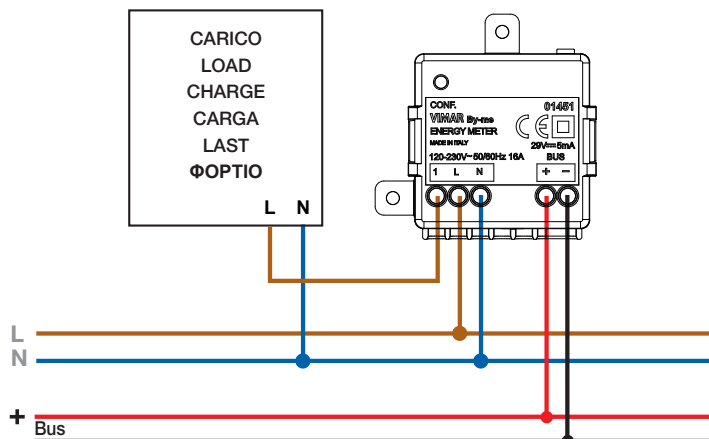 CARICO
LOAD
CHARGE
CARGA
LAST
ΦΟΡΤΙΟ
L N
CONF. 01451
VIMAR By-me
ENERGY METER
MADE IN ITALY
CE
29V⎓5mA
120-230V~ 50/60Hz 16A BUS
1 L N + −
L
N
+
Bus